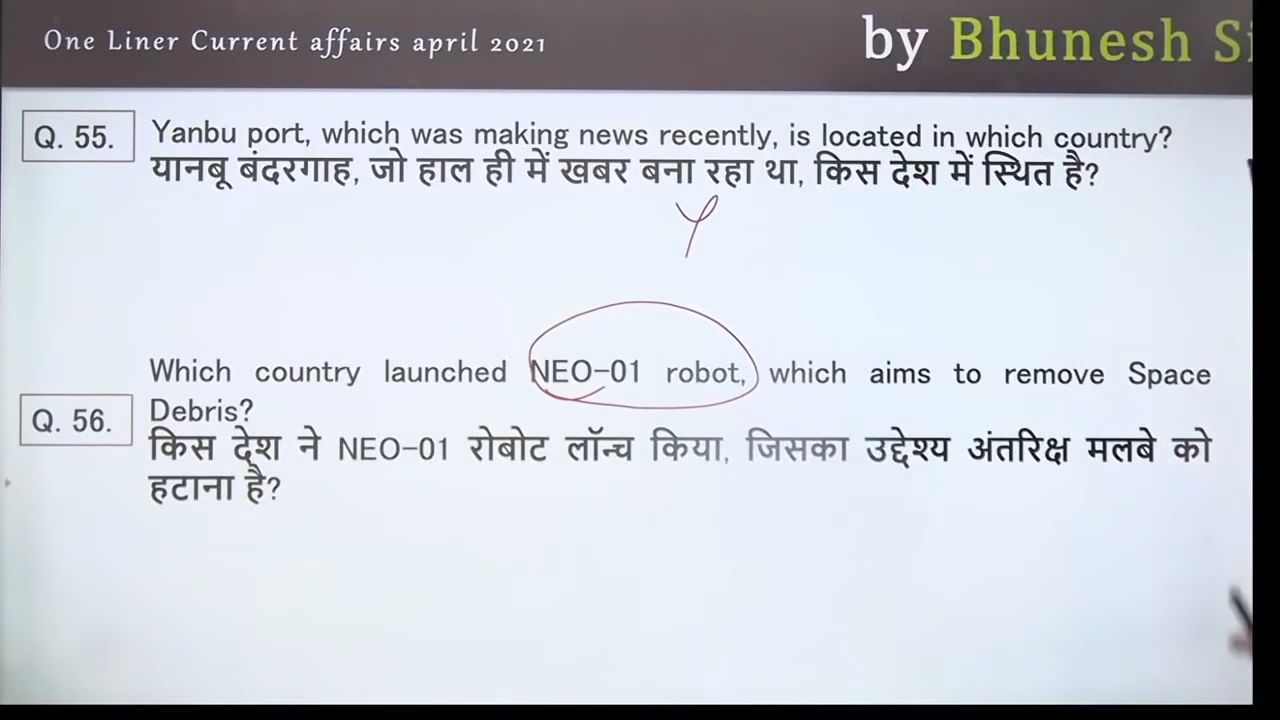 One Liner Current affairs april 2021
by Bhunesh Si
Q. 55.
Yanbu port, which was making news recently, is located in which country?
यानबू बंदरगाह, जो हाल ही में खबर बना रहा था, किस देश में स्थित है?
Y
Which country launched NEO-01 robot, which aims to remove Space
Q. 56.
Debris?
किस देश ने NEO-01 रोबोट लॉन्च किया, जिसका उद्देश्य अंतरिक्ष मलबे को
हटाना है?